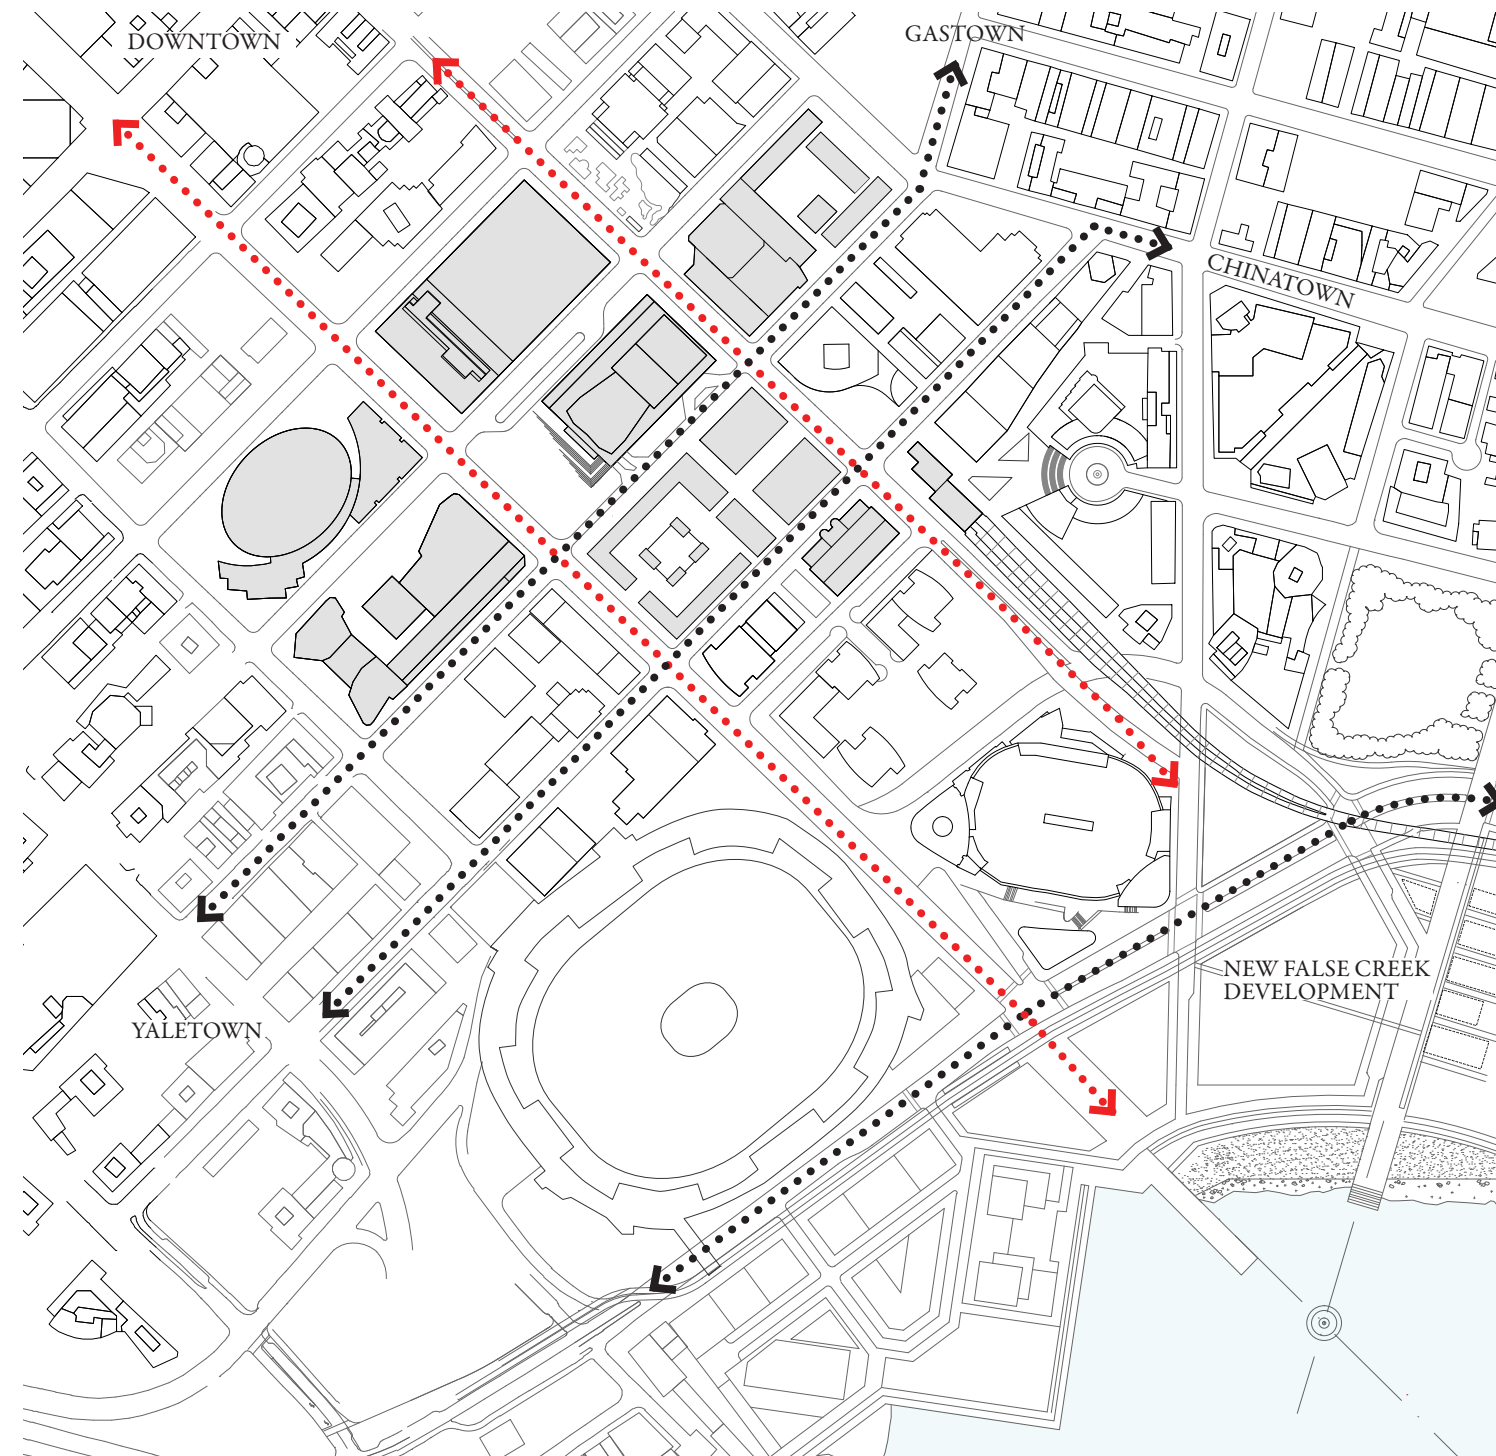 DOWNTOWN
GASTOWN
CHINATOWN
NEW FALSE CREEK
DEVELOPMENT
YALETOWN